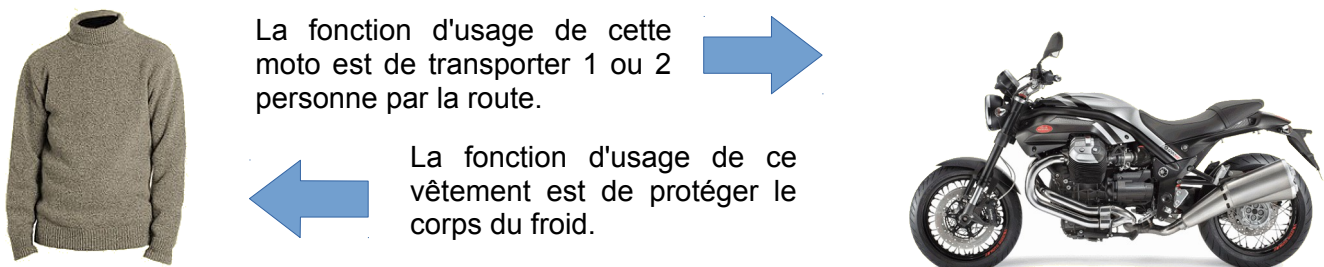 La fonction d'usage de cette
moto est de transporter 1 ou 2
personne par la route.
La fonction d'usage de ce
vêtement est de protéger le
corps du froid.